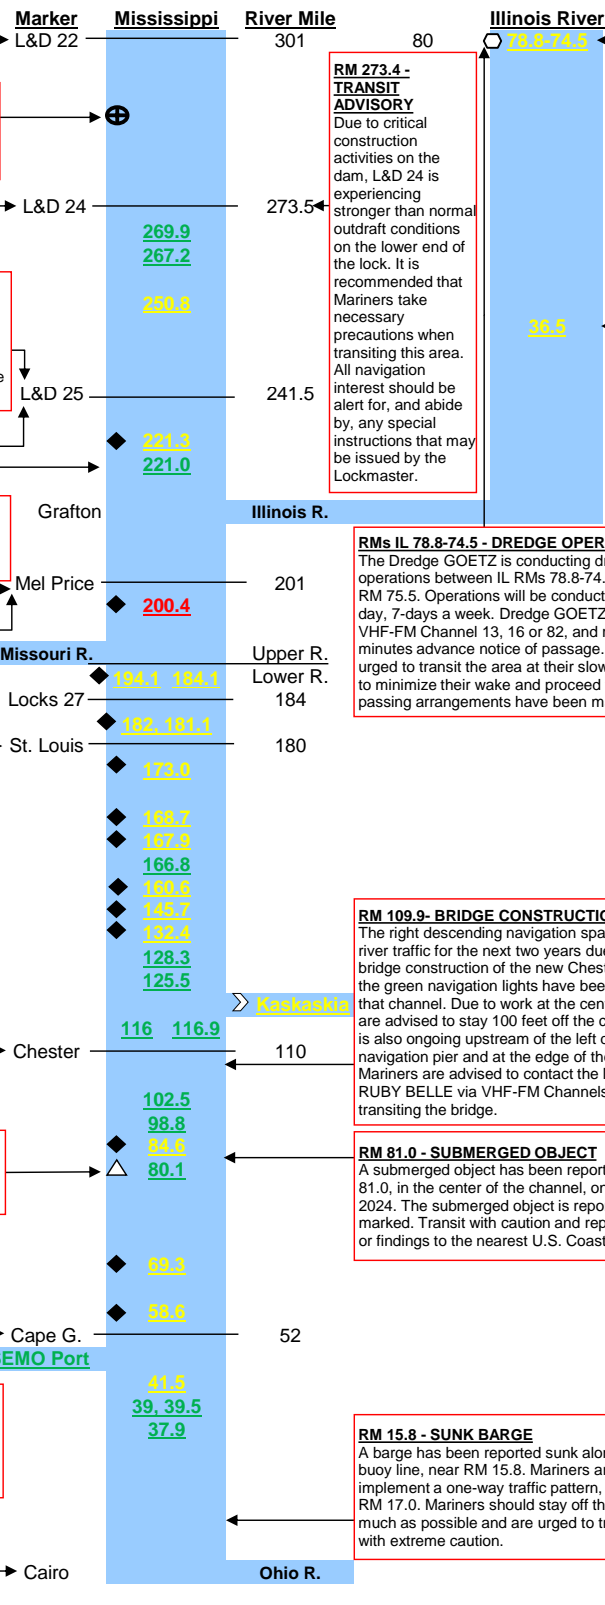 Marker Mississippi River Mile Illinois River
L&D 22 301 80 78.8-74.5
RM 273.4 -
TRANSIT
ADVISORY
Due to critical
construction
activities on the
dam, L&D 24 is
experiencing
stronger than normal
outdraft conditions
on the lower end of
the lock. It is
recommended that
Mariners take
necessary
precautions when
transiting this area.
All navigation
interest should be
alert for, and abide
by, any special
instructions that may
be issued by the
Lockmaster.
L&D 24 273.5
269.9
267.2
250.8
36.5
e
L&D 25 241.5
221.3
221.0
Grafton Illinois R.
RMs IL 78.8-74.5 - DREDGE OPER
The Dredge GOETZ is conducting dr
operations between IL RMs 78.8-74.
RM 75.5. Operations will be conduct
day, 7-days a week. Dredge GOETZ
VHF-FM Channel 13, 16 or 82, and
minutes advance notice of passage.
urged to transit the area at their slow
to minimize their wake and proceed
passing arrangements have been m
Mel Price 201
200.4
Missouri R. Upper R.
Lower R.
194.1 184.1
Locks 27 184
182, 181.1
St. Louis 180
173.0
168.7
167.9
166.8
160.6
145.7
132.4
128.3
125.5
Kaskaskia
116 116.9
Chester 110
RM 109.9- BRIDGE CONSTRUCTIO
The right descending navigation spa
river traffic for the next two years due
bridge construction of the new Chest
the green navigation lights have been
that channel. Due to work at the cen
are advised to stay 100 feet off the c
is also ongoing upstream of the left
navigation pier and at the edge of the
Mariners are advised to contact the
RUBY BELLE via VHF-FM Channels
transiting the bridge.
102.5
98.8
84.6
80.1
RM 81.0 - SUBMERGED OBJECT
A submerged object has been report
81.0, in the center of the channel, on
2024. The submerged object is repo
marked. Transit with caution and rep
or findings to the nearest U.S. Coast
69.3
58.6
Cape G. 52
SEMO Port
41.5
39, 39.5
37.9
RM 15.8 - SUNK BARGE
A barge has been reported sunk alon
buoy line, near RM 15.8. Mariners ar
implement a one-way traffic pattern,
RM 17.0. Mariners should stay off th
much as possible and are urged to tr
with extreme caution.
Cairo Ohio R.